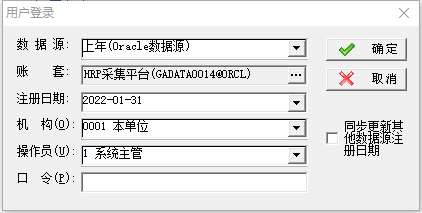 用户登录
数 据 源: 上年(Oracle数据源) 确定
账 套: HRP采集平台(GADATA0014@ORCL) ... 取消
注册日期: 2022-01-31
机 构(O): 0001 本单位
同步更新其
他数据源注
册日期
操作员(U): 1 系统主管
口 令(P):